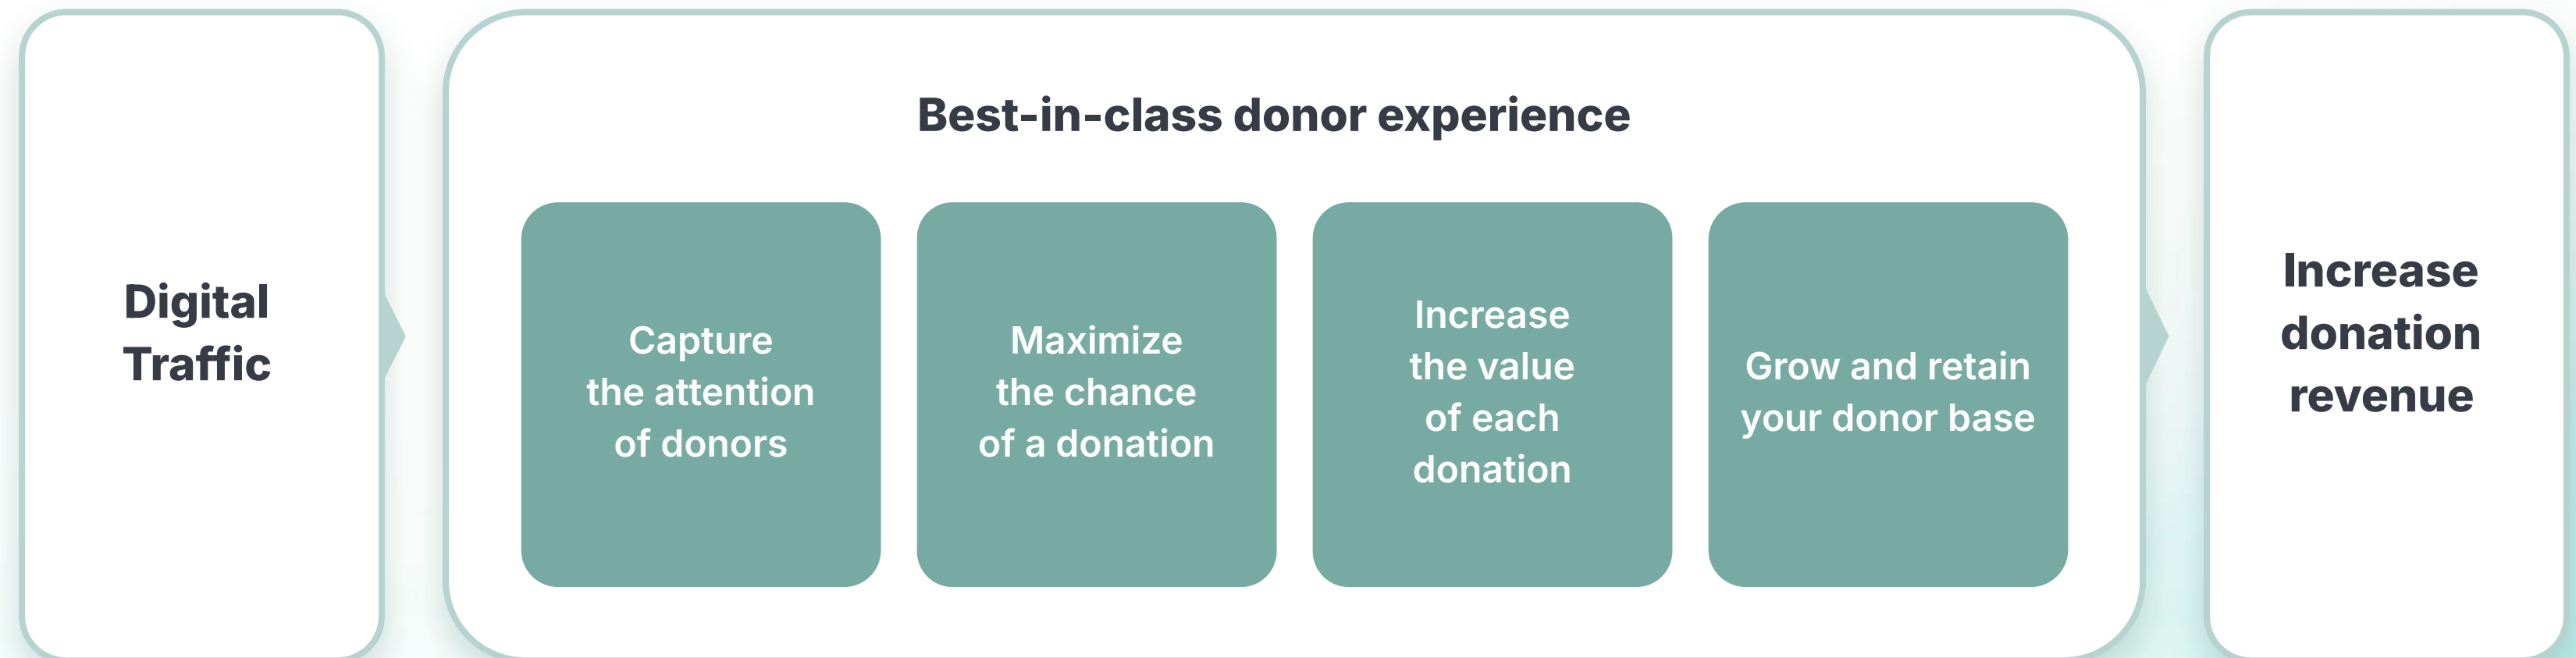 Digital
Traffic
Best-in-class donor experience
Capture
the attention
of donors
Maximize
the chance
of a donation
Increase
the value
of each
donation
Grow and retain
your donor base
Increase
donation
revenue